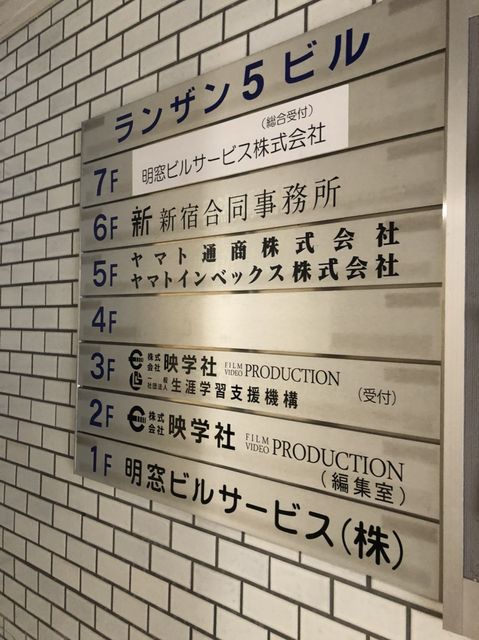 ランザン5ビル
(総合受付)
7F 明窓ビルサービス株式会社
6F 新 新宿合同事務所
5F ヤマト通商株式会社
ヤマトインベックス株式会社
4F
3F 株式会社 映学社 FILM VIDEO PRODUCTION
一般社団法人 生涯学習支援機構 (受付)
2F 株式会社 映学社 FILM VIDEO PRODUCTION
(編集室)
1F 明窓ビルサービス(株)